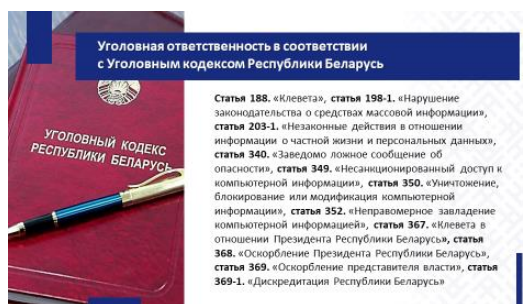 Уголовная ответственность в соответствии
с Уголовным кодексом Республики Беларусь
УГОЛОВНЫЙ КОДЕКС
РЕСПУБЛИКИ БЕЛАРУСЬ
Статья 188. «Клевета», статья 198-1. «Нарушение
законодательства о средствах массовой информации»,
статья 203-1. «Незаконные действия в отношении
информации о частной жизни и персональных данных»,
статья 340. «Заведомо ложное сообщение об
опасности», статья 349. «Несанкционированный доступ к
компьютерной информации», статья 350. «Уничтожение,
блокирование или модификация компьютерной
информации», статья 352. «Неправомерное завладение
компьютерной информацией», статья 367. «Клевета в
отношении Президента Республики Беларусь», статья
368. «Оскорбление Президента Республики Беларусь»,
статья 369. «Оскорбление представителя власти», статья
369-1. «Дискредитация Республики Беларусь»